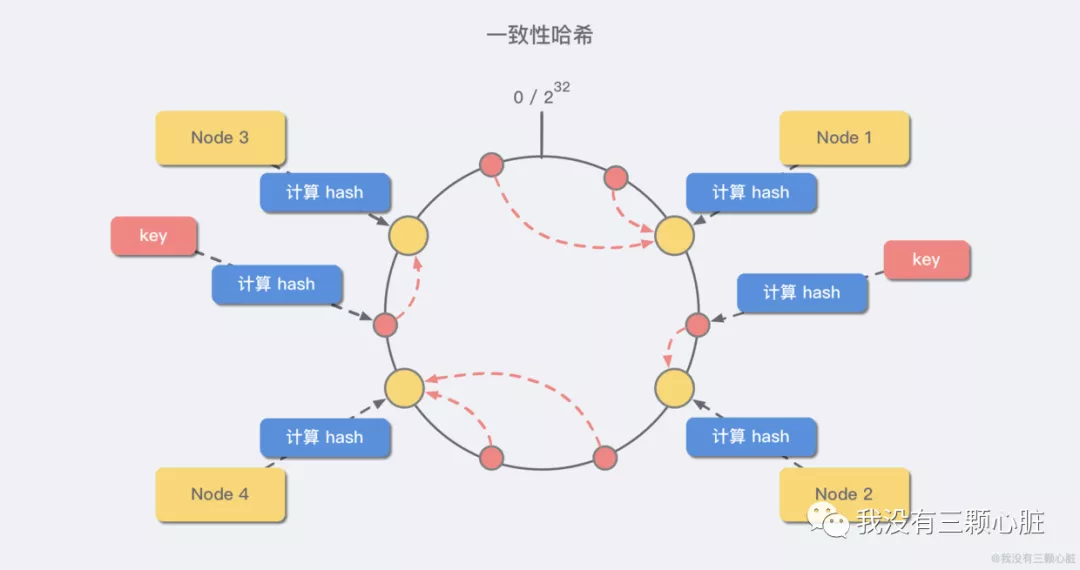 一致性哈希
0 / 2^32
Node 3
Node 1
计算 hash
计算 hash
key
key
计算 hash
计算 hash
计算 hash
计算 hash
Node 4
Node 2
我没有三颗心脏
@我没有三颗心脏